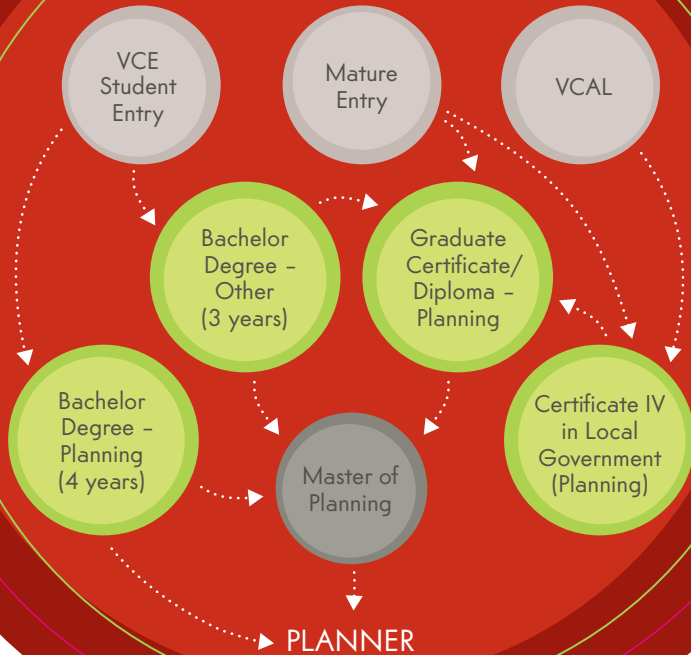 VCE
Student
Entry
Mature
Entry
VCAL
Bachelor
Degree –
Other
(3 years)
Graduate
Certificate/
Diploma –
Planning
Bachelor
Degree –
Planning
(4 years)
Master of
Planning
Certificate IV
in Local
Government
(Planning)
PLANNER